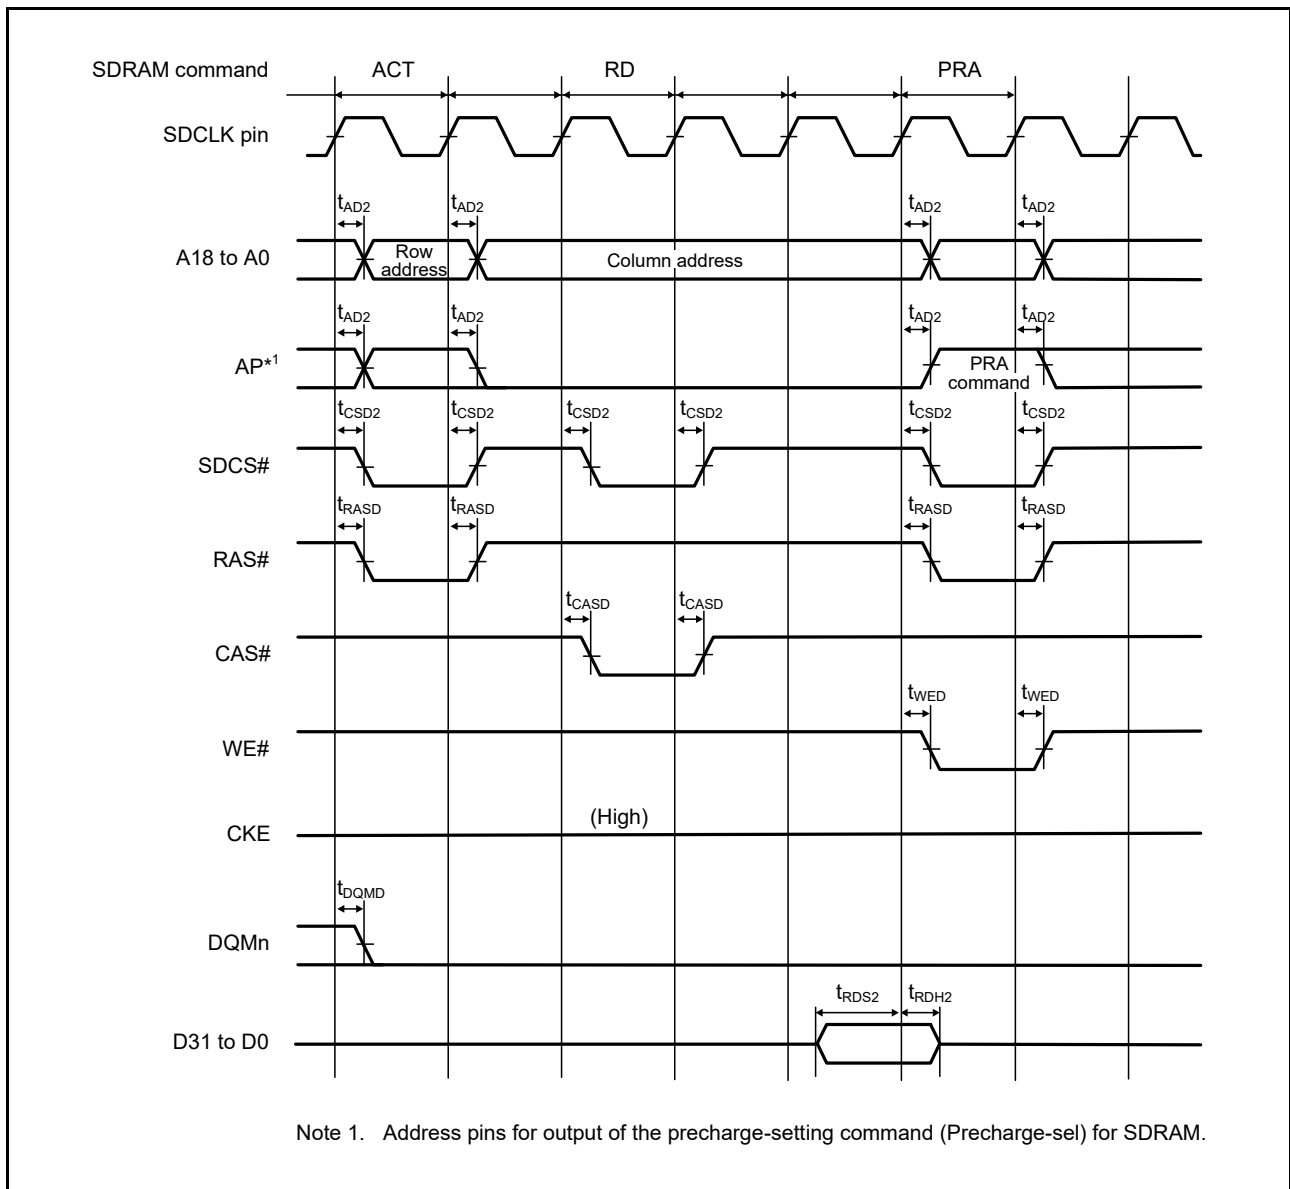 SDRAM command ACT RD PRA
SDCLK pin
tAD2 tAD2 tAD2 tAD2
A18 to A0 Row address Column address
tAD2 tAD2 tAD2 tAD2
AP*1 PRA command
tCSD2 tCSD2 tCSD2 tCSD2 tCSD2 tCSD2
SDCS#
tRASD tRASD tRASD tRASD
RAS#
tCASD tCASD
CAS#
tWED tWED
WE#
(High)
CKE
tDQMD
DQMn
tRDS2 tRDH2
D31 to D0
Note 1. Address pins for output of the precharge-setting command (Precharge-sel) for SDRAM.